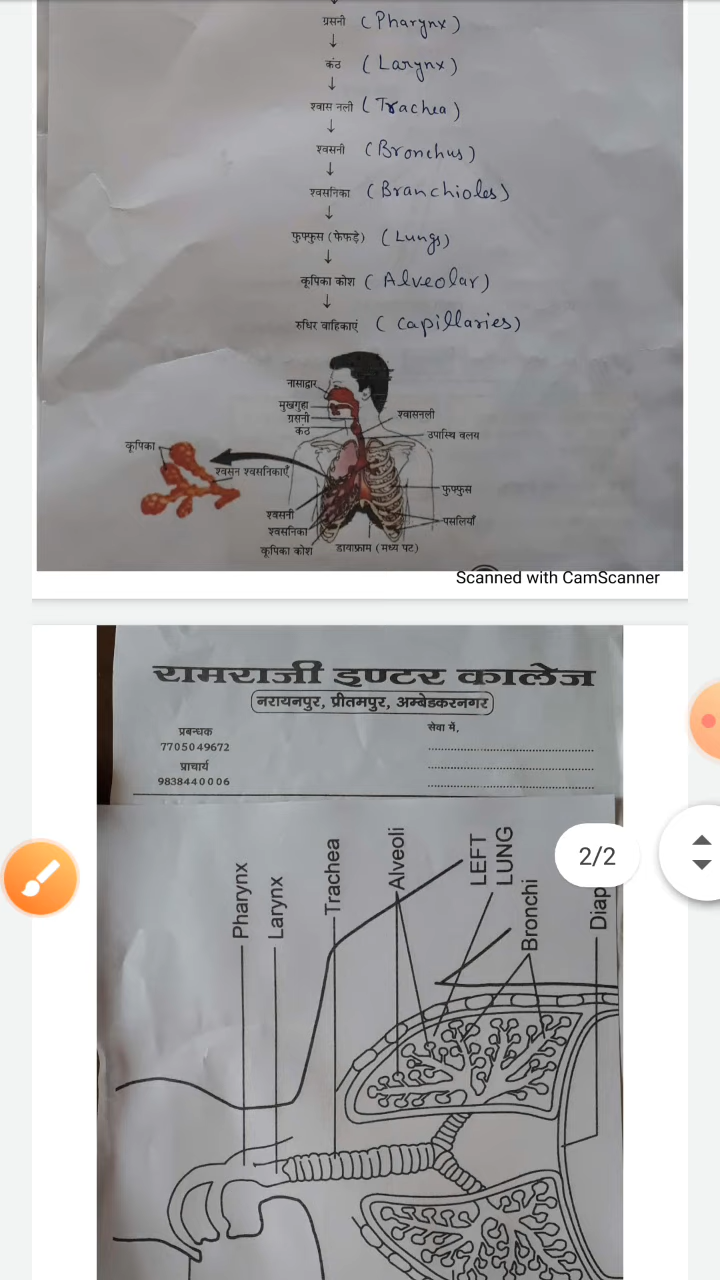 ग्रसनी (Pharynx)
↓
कंठ (Larynx)
↓
श्वास नली (Trachea)
↓
श्वसनी (Bronchus)
↓
श्वसनिका (Branchioles)
↓
फुफ्फुस (फेफड़े) (Lungs)
↓
कूपिका कोश (Alveolar)
↓
रुधिर वाहिकाएं (Capillaries)
नासाद्वार
मुखगुहा
ग्रसनी
कंठ
श्वासनली
उपास्थि वलय
कूपिका
श्वसन श्वसनिकाएँ
फुफ्फुस
श्वसनी
पसलियाँ
श्वसनिका
कूपिका कोश
डायाफ्राम (मध्य पट)
Scanned with CamScanner
रामराजी इण्टर कालेज
नरायनपुर, प्रीतमपुर, अम्बेडकरनगर
प्रबन्धक
7705049672
प्राचार्य
9838440006
सेवा में,
2/2
Pharynx
Larynx
Trachea
Alveoli
LEFT
LUNG
Bronchi
Diap